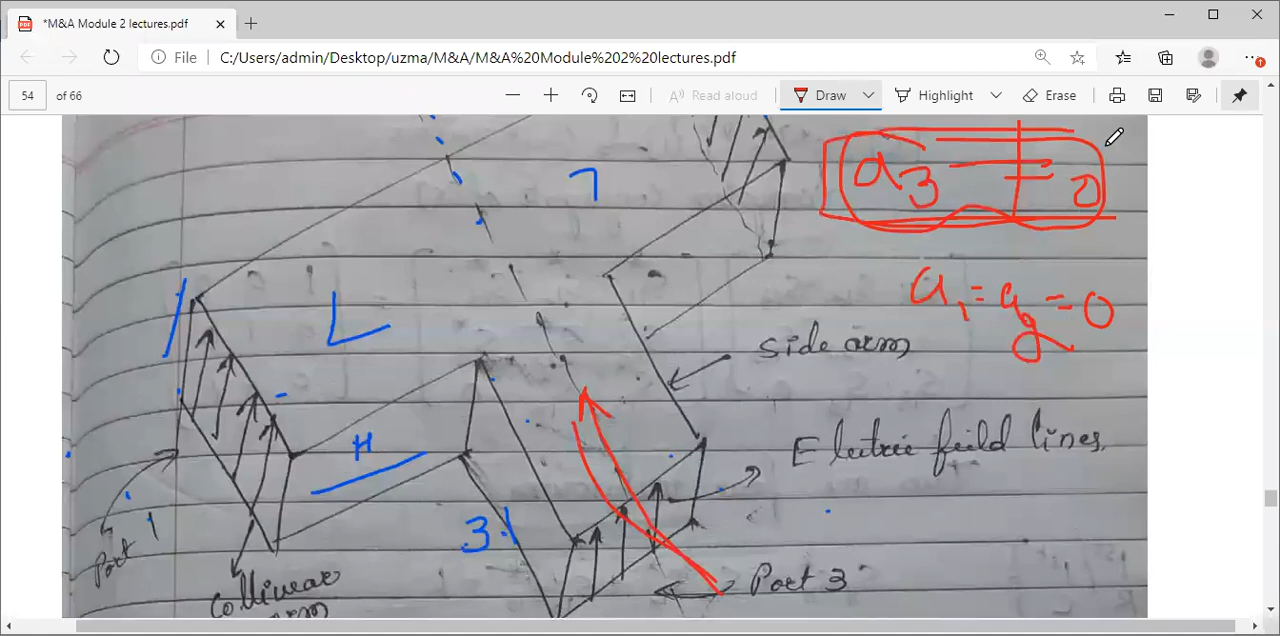 *M&A Module 2 lectures.pdf
File C:/Users/admin/Desktop/uzma/M&A/M&A%20Module%202%20lectures.pdf
54 of 66 Read aloud Draw Highlight Erase
a3 = 0
a1 = a2 = 0
side arm
H
Electric field lines.
3.1
Port 1
Port 3
Collinear
arm